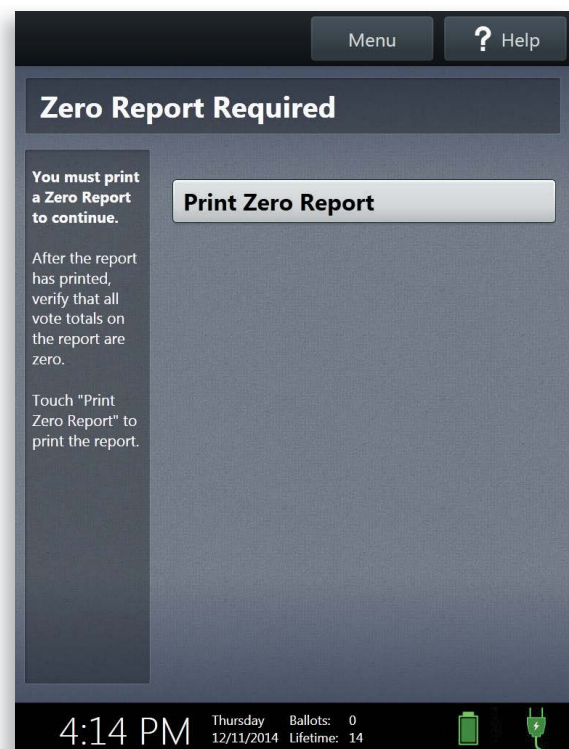 Menu
? Help
Zero Report Required
You must print
a Zero Report
to continue.
After the report
has printed,
verify that all
vote totals on
the report are
zero.
Touch "Print
Zero Report" to
print the report.
Print Zero Report
4:14 PM
Thursday Ballots: 0
12/11/2014 Lifetime: 14